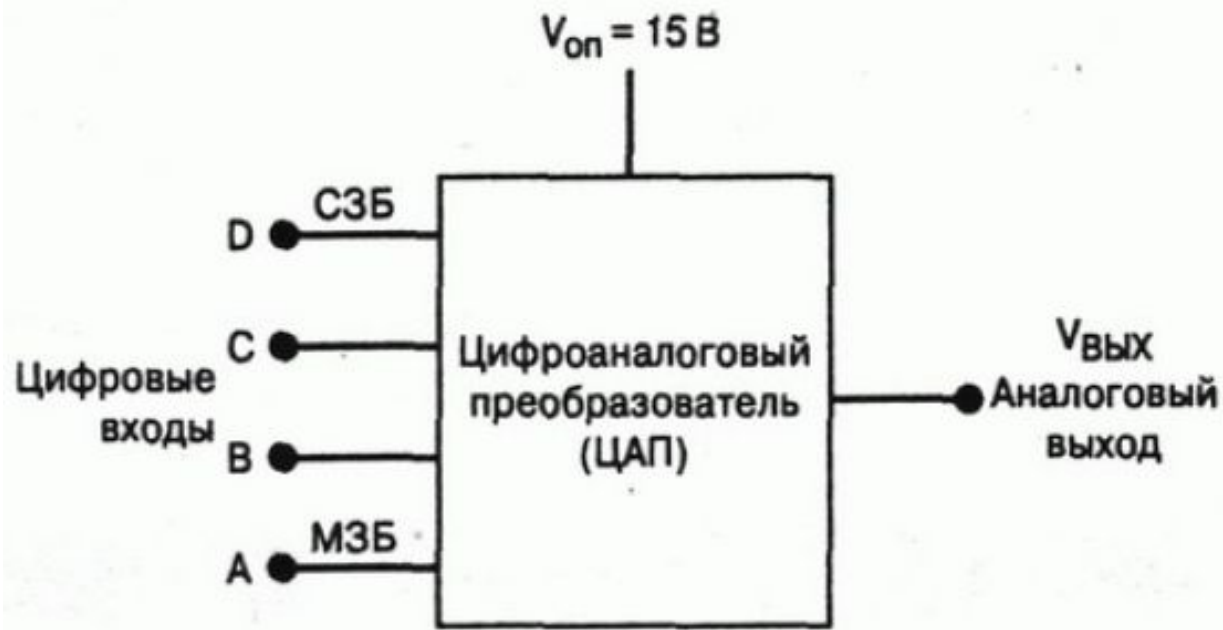 Vоп = 15 В
D
СЗБ
C
Цифровые
входы
B
A
МЗБ
Цифроаналоговый
преобразователь
(ЦАП)
VВЫХ
Аналоговый
выход